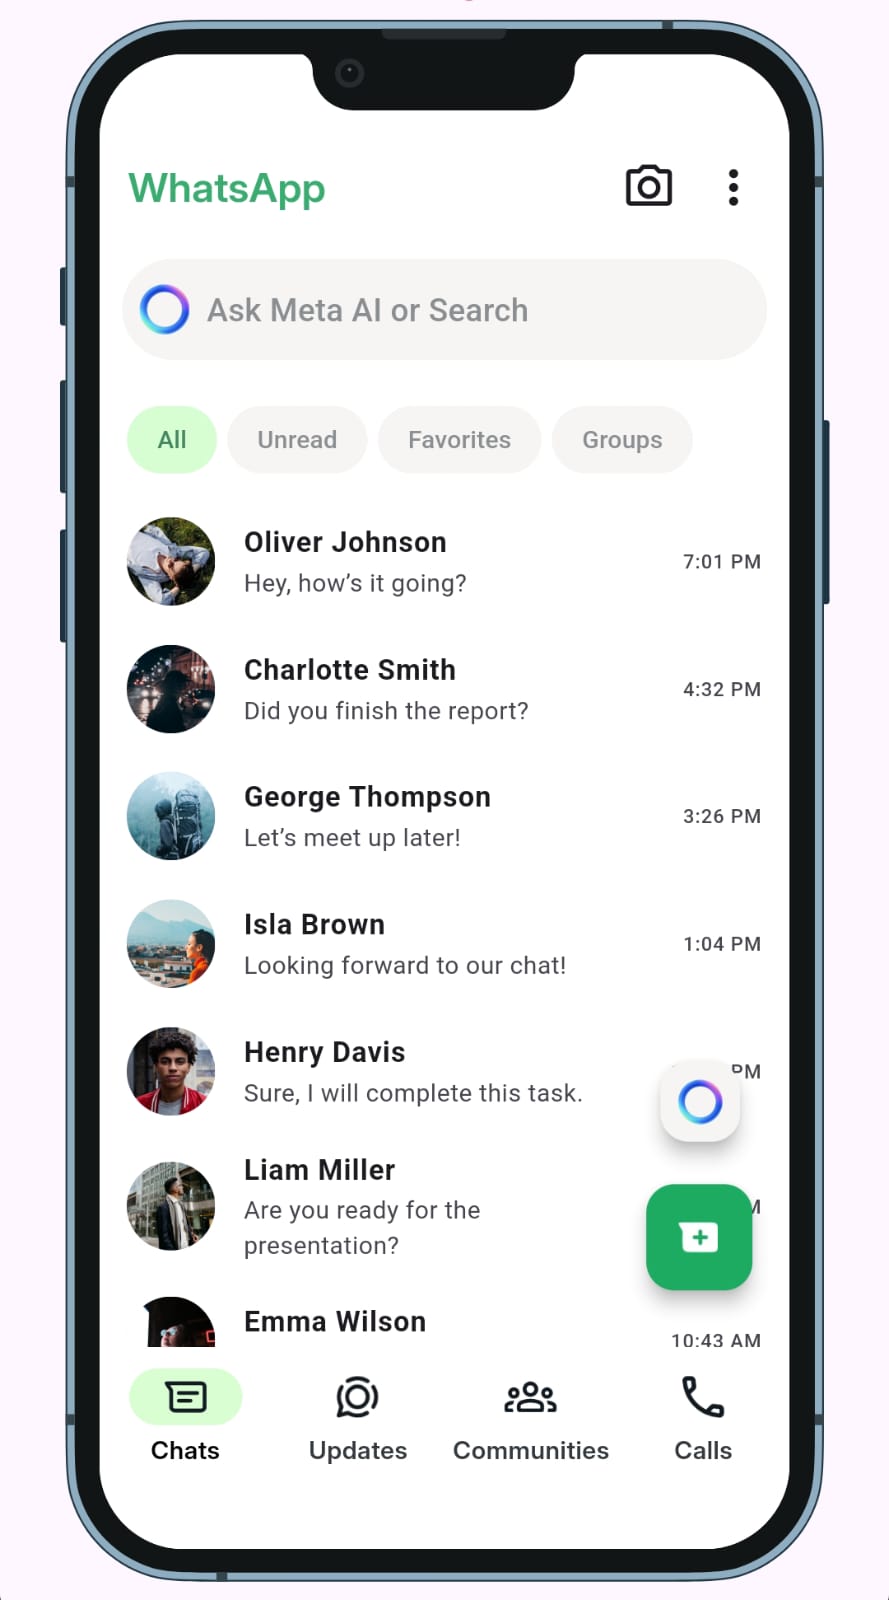 WhatsApp
Ask Meta AI or Search
All
Unread
Favorites
Groups
Oliver Johnson
7:01 PM
Hey, how’s it going?
Charlotte Smith
4:32 PM
Did you finish the report?
George Thompson
3:26 PM
Let’s meet up later!
Isla Brown
1:04 PM
Looking forward to our chat!
Henry Davis
PM
Sure, I will complete this task.
Liam Miller
Are you ready for the
presentation?
Emma Wilson
10:43 AM
Chats
Updates
Communities
Calls